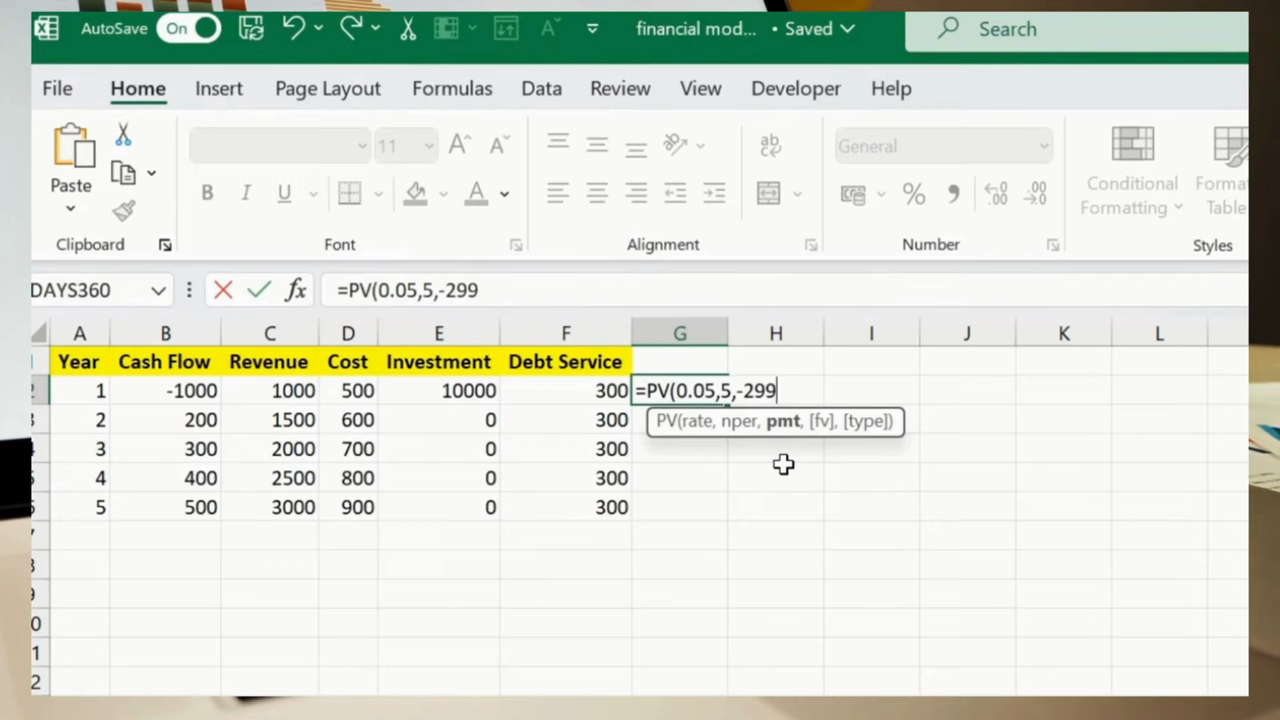 AutoSave On financial mod... • Saved Search
File Home Insert Page Layout Formulas Data Review View Developer Help
11 General
Paste B I U Conditional Formatting
Clipboard Font Alignment Number Styles
DAYS360 fx =PV(0.05,5,-299
A B C D E F G H I J K L
Year Cash Flow Revenue Cost Investment Debt Service
1 -1000 1000 500 10000 300 =PV(0.05,5,-299
2 200 1500 600 0 300 PV(rate, nper, pmt, [fv], [type])
3 300 2000 700 0 300
4 400 2500 800 0 300
5 500 3000 900 0 300